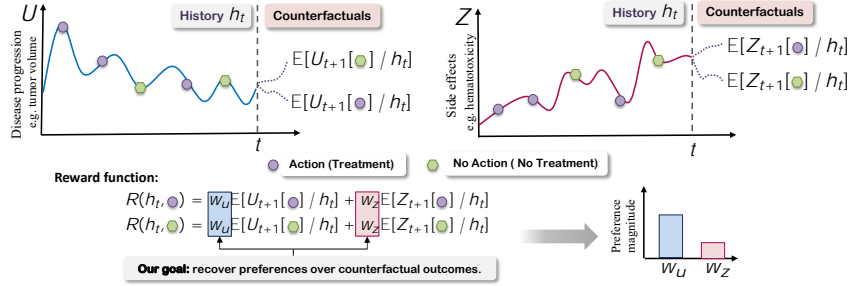 U
History h_t
Counterfactuals
Disease progression
e.g. tumor volume
𝔼[U_{t+1}[⬡] / h_t]
𝔼[U_{t+1}[●] / h_t]
t
Z
History h_t
Counterfactuals
Side effects
e.g. hematotoxicity
𝔼[Z_{t+1}[●] / h_t]
𝔼[Z_{t+1}[⬡] / h_t]
t
Action (Treatment)
No Action ( No Treatment)
Reward function:
R(h_t, ●) = w_u 𝔼[U_{t+1}[●] / h_t] + w_z 𝔼[Z_{t+1}[●] / h_t]
R(h_t, ⬡) = w_u 𝔼[U_{t+1}[⬡] / h_t] + w_z 𝔼[Z_{t+1}[⬡] / h_t]
Our goal: recover preferences over counterfactual outcomes.
Preference
magnitude
w_u w_z